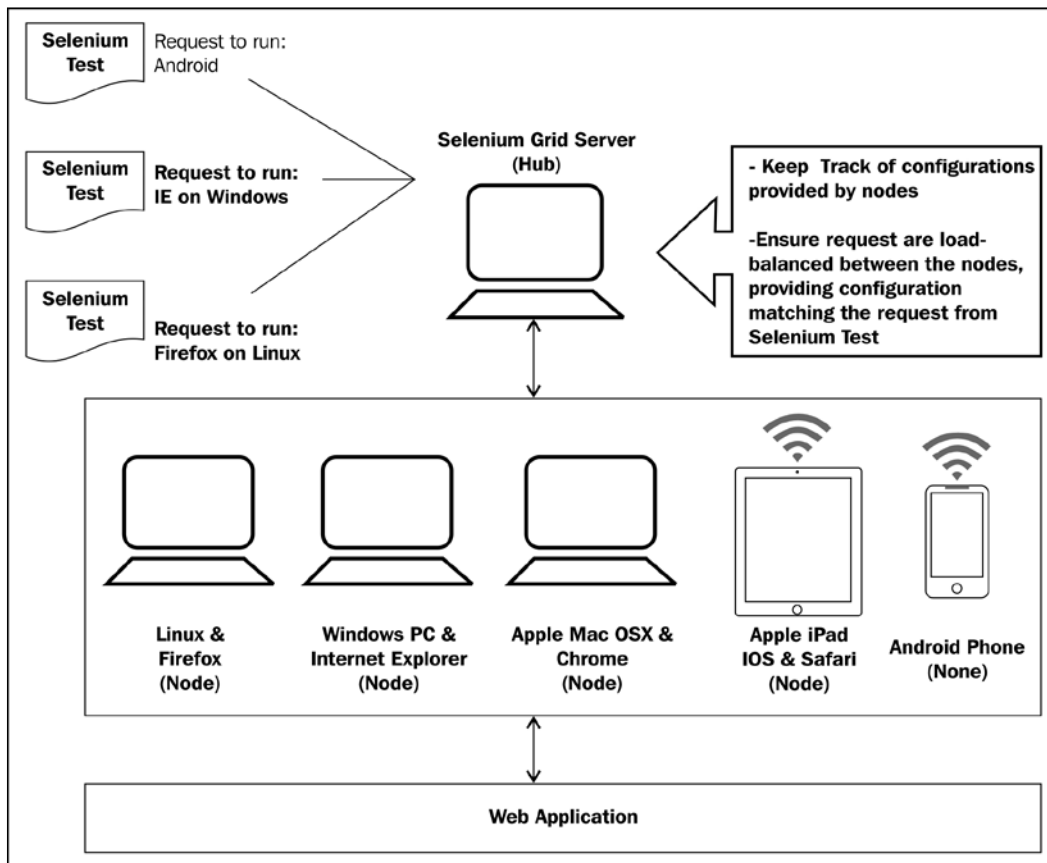 Selenium
Test
Request to run:
Android
Selenium
Test
Request to run:
IE on Windows
Selenium
Test
Request to run:
Firefox on Linux
Selenium Grid Server
(Hub)
- Keep Track of configurations
provided by nodes
-Ensure request are load-
balanced between the nodes,
providing configuration
matching the request from
Selenium Test
Linux &
Firefox
(Node)
Windows PC &
Internet Explorer
(Node)
Apple Mac OSX &
Chrome
(Node)
Apple iPad
IOS & Safari
(Node)
Android Phone
(None)
Web Application